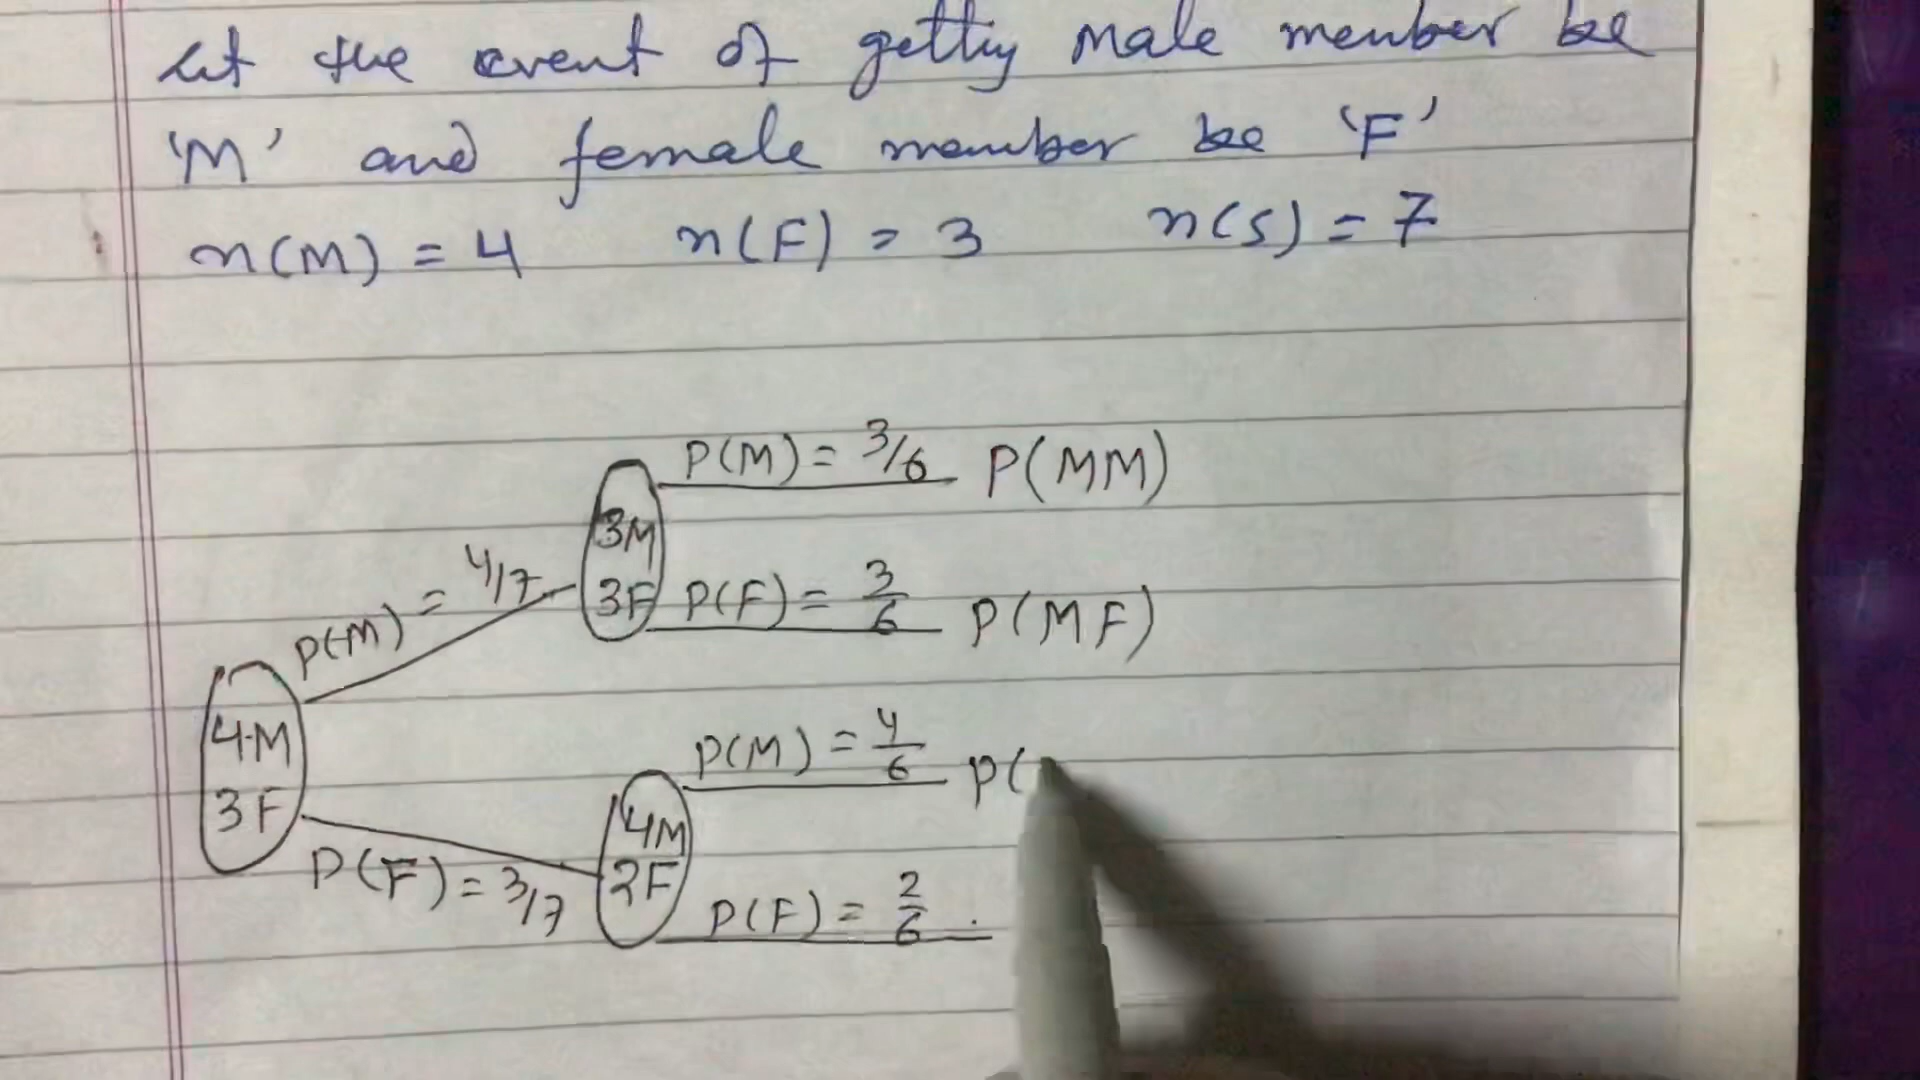 Let the event of getting male member be
'M' and female member be 'F'
n(M) = 4 n(F) = 3 n(S) = 7
P(M) = 3/6 P(MM)
3M
3F P(F) = 3/6 P(MF)
P(M) = 4/7
4M
3F
P(F) = 3/7
P(M) = 4/6 P(
4M
2F
P(F) = 2/6